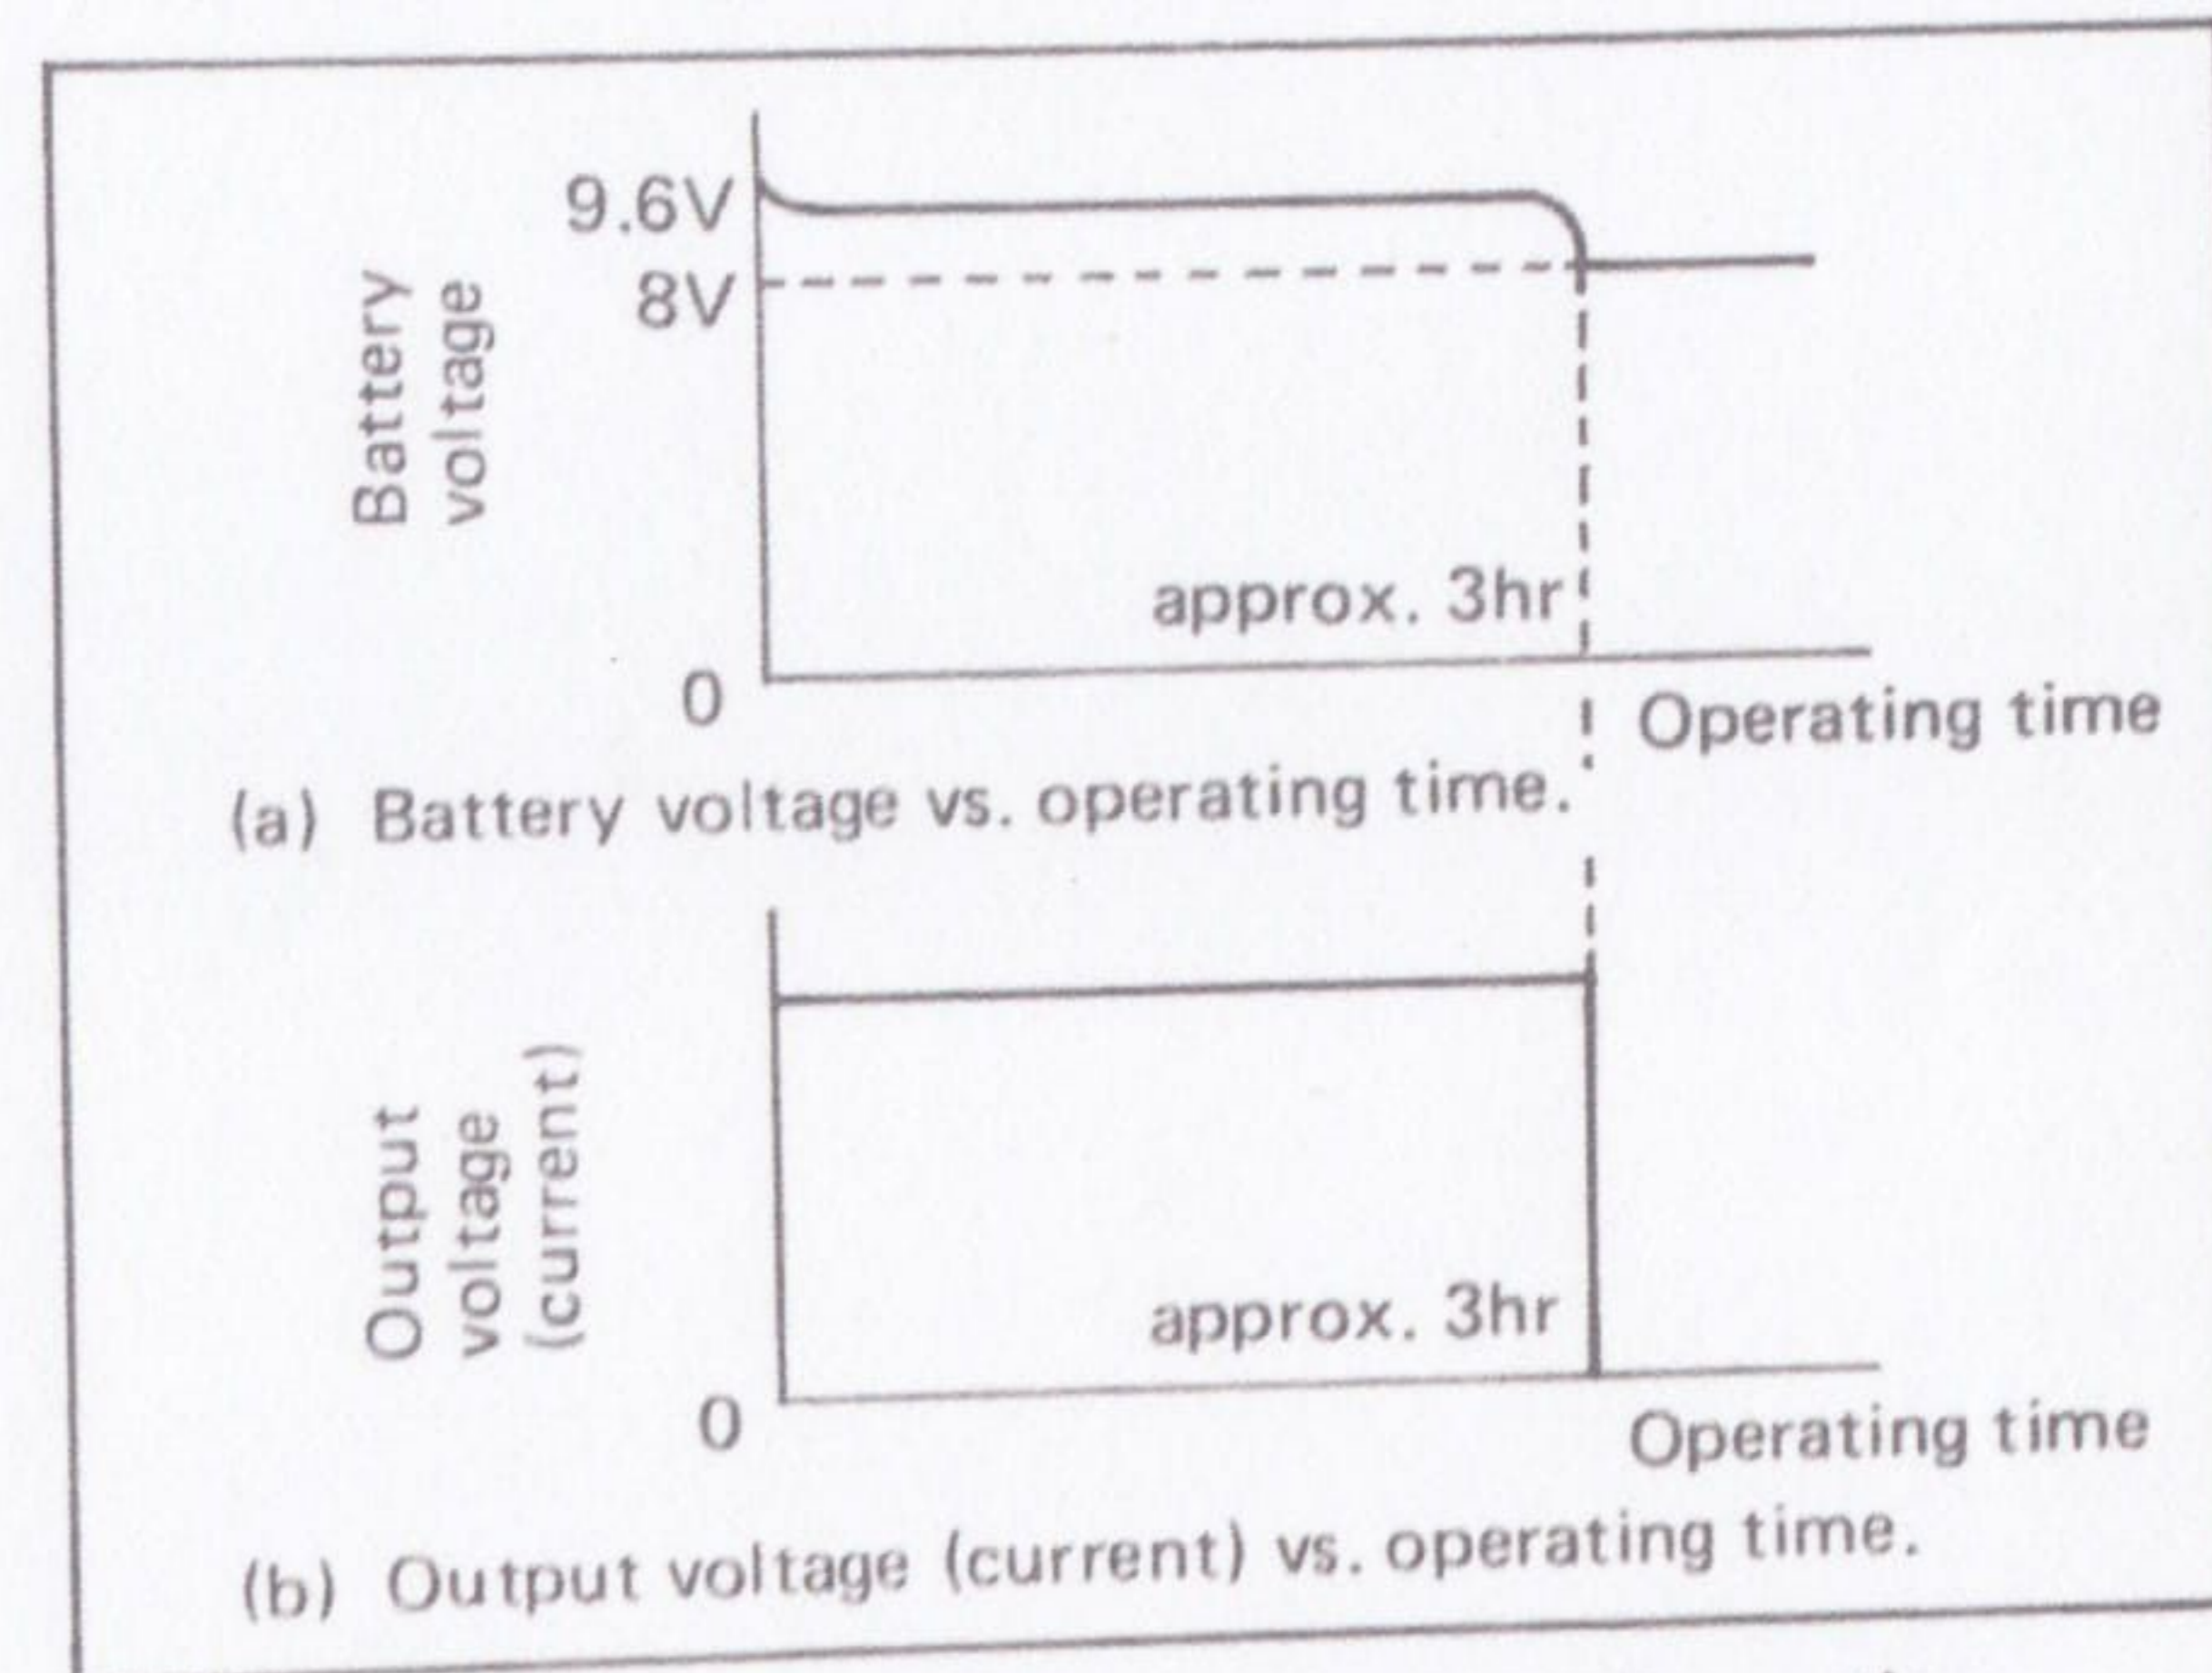 9.6V
8V
Battery
voltage
approx. 3hr
0
Operating time
(a) Battery voltage vs. operating time.
Output
voltage
(current)
approx. 3hr
0
Operating time
(b) Output voltage (current) vs. operating time.